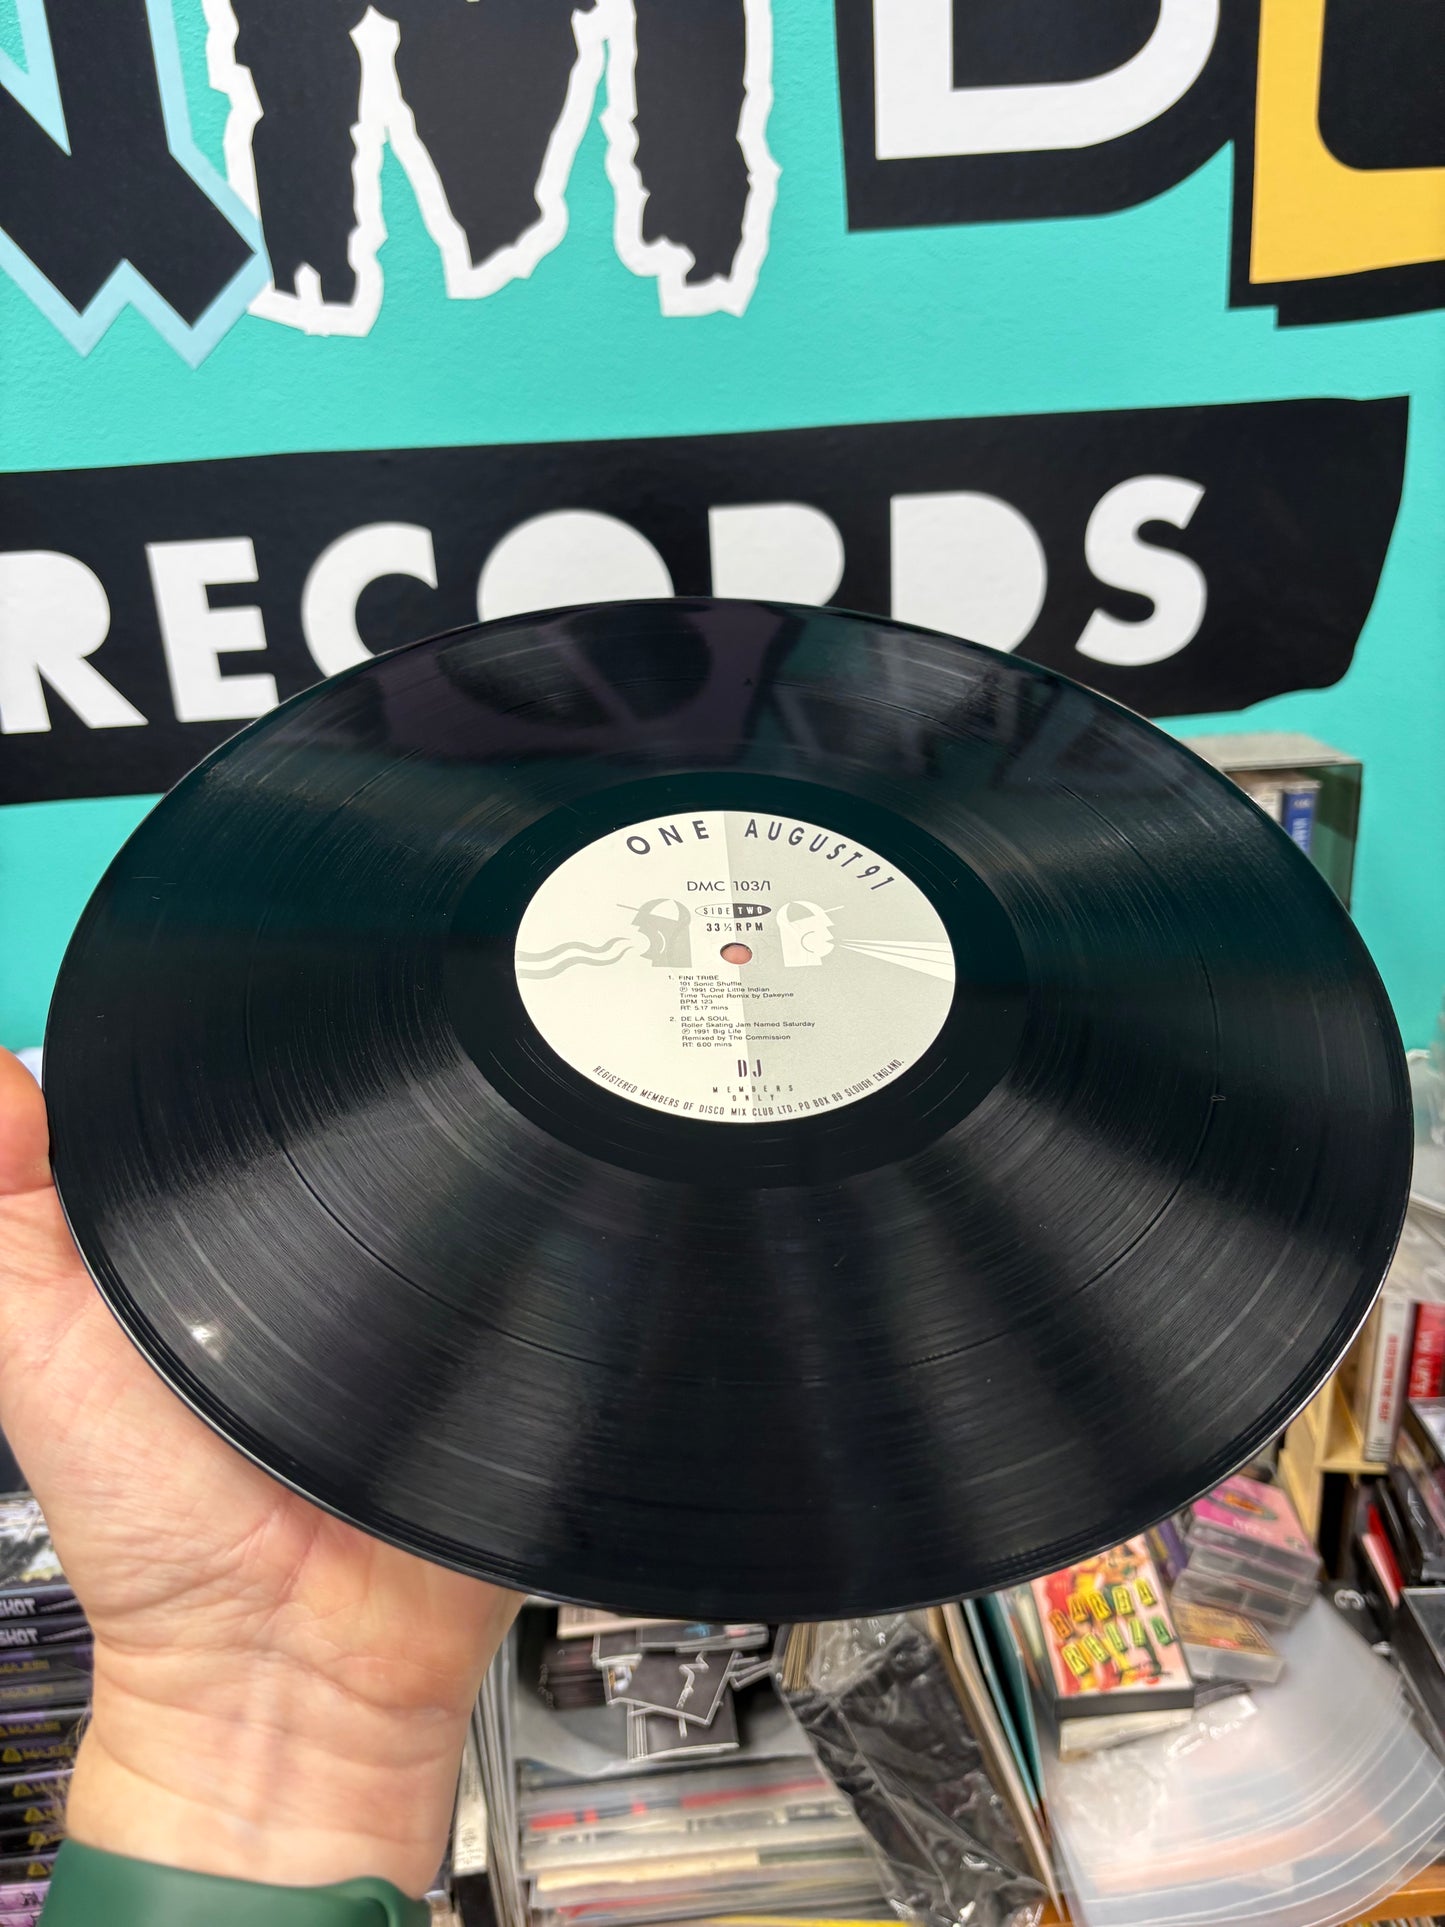 RECORDS
ONE AUGUST 91
DMC 103/1
SIDE TWO
33⅓ RPM
1. FINI TRIBE
101 Sonic Shuffle
℗ 1991 One Little Indian
Time Tunnel Remix by Dakeyne
BPM 123
RT: 5.17 mins
2. DE LA SOUL
Roller Skating Jam Named Saturday
℗ 1991 Big Life
Remixed by The Commission
RT: 6.00 mins
DJ
MEMBERS
ONLY
REGISTERED MEMBERS OF DISCO MIX CLUB LTD. PO BOX 89 SLOUGH ENGLAND.
BARBA